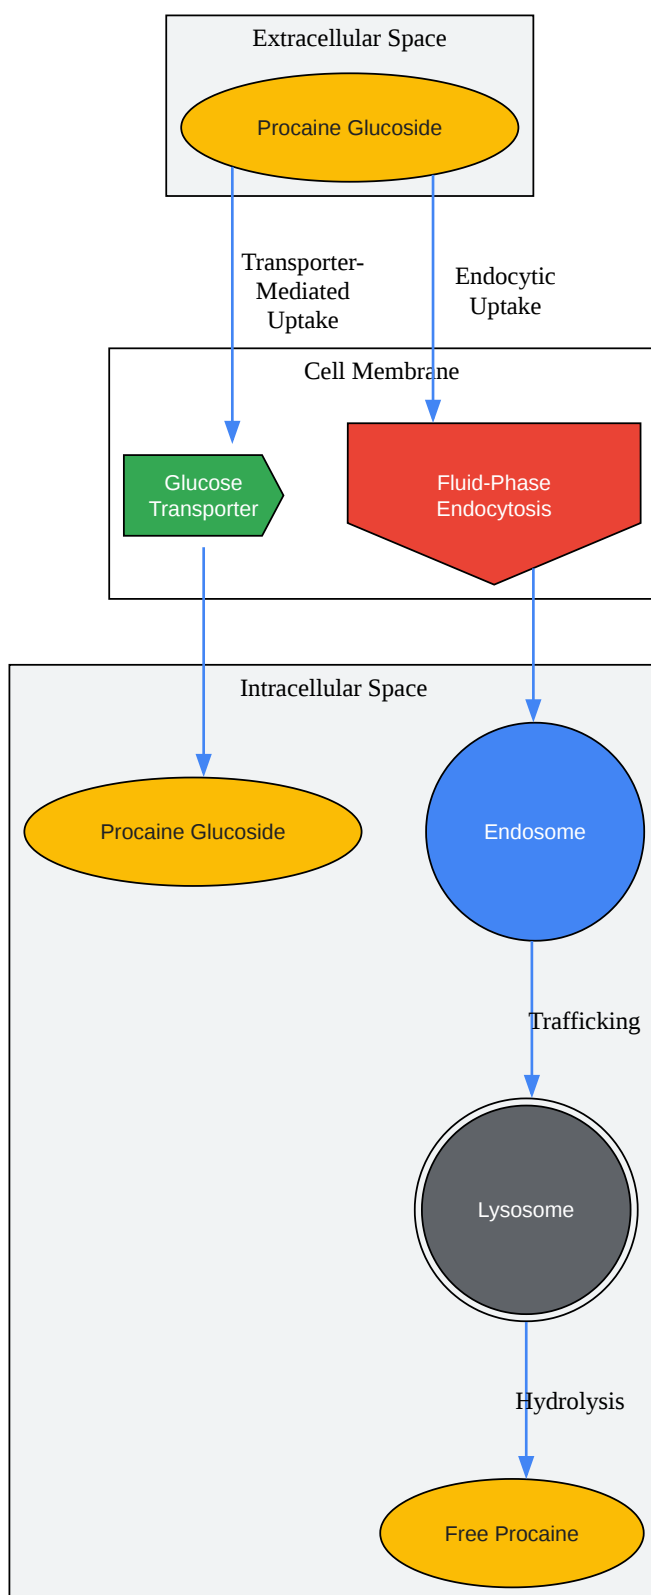 Extracellular Space
Procaine Glucoside
Transporter-
Mediated
Uptake
Endocytic
Uptake
Cell Membrane
Glucose
Transporter
Fluid-Phase
Endocytosis
Intracellular Space
Procaine Glucoside
Endosome
Trafficking
Lysosome
Hydrolysis
Free Procaine